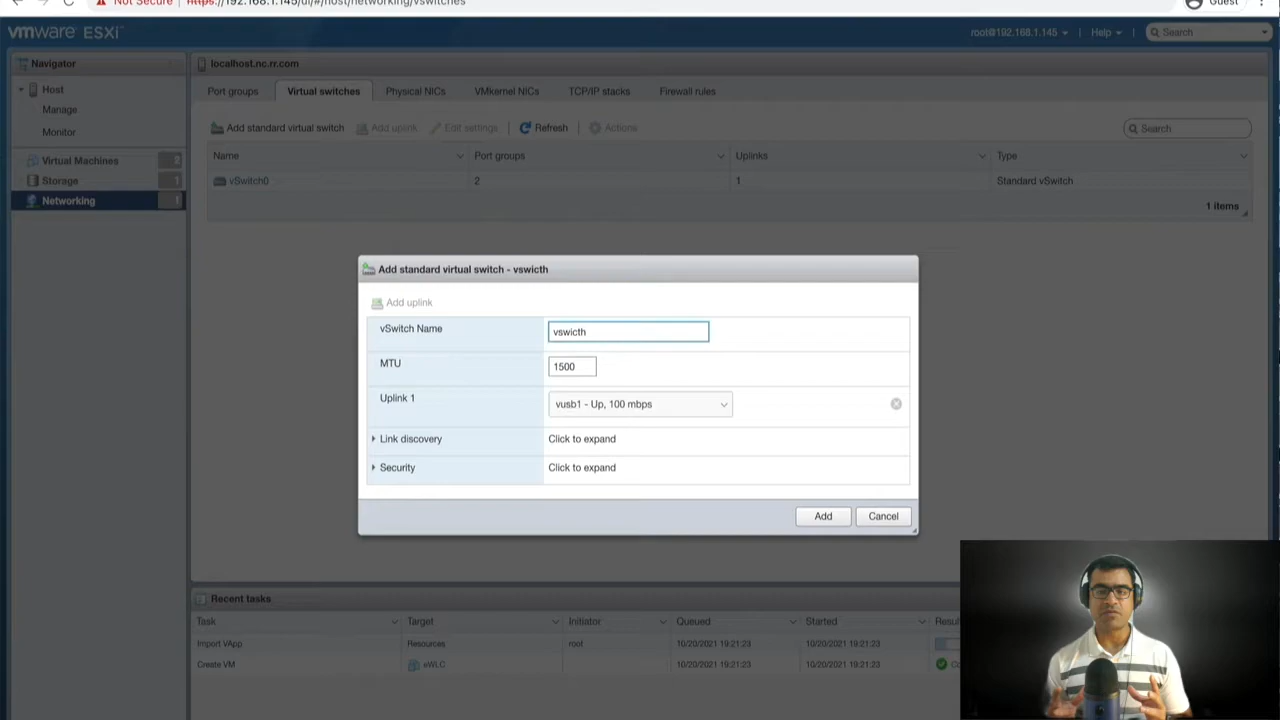 Not Secure | https://192.168.1.145/ui/#/host/networking/vswitches Guest
vmware ESXi root@192.168.1.145 | Help | Search
Navigator
localhost.nc.rr.com
Host
Manage
Monitor
Virtual Machines 2
Storage 1
Networking 1
Port groups Virtual switches Physical NICs VMkernel NICs TCP/IP stacks Firewall rules
Add standard virtual switch Add uplink Edit settings | Refresh | Actions Search
Name Port groups Uplinks Type
vSwitch0 2 1 Standard vSwitch
1 items
Add standard virtual switch - vswicth
Add uplink
vSwitch Name vswicth
MTU 1500
Uplink 1 vusb1 - Up, 100 mbps
Link discovery Click to expand
Security Click to expand
Add Cancel
Recent tasks
Task Target Initiator Queued Started
Import VApp Resources root 10/20/2021 19:21:23 10/20/2021 19:21:23
Create VM eWLC 10/20/2021 19:21:23 10/20/2021 19:21:23